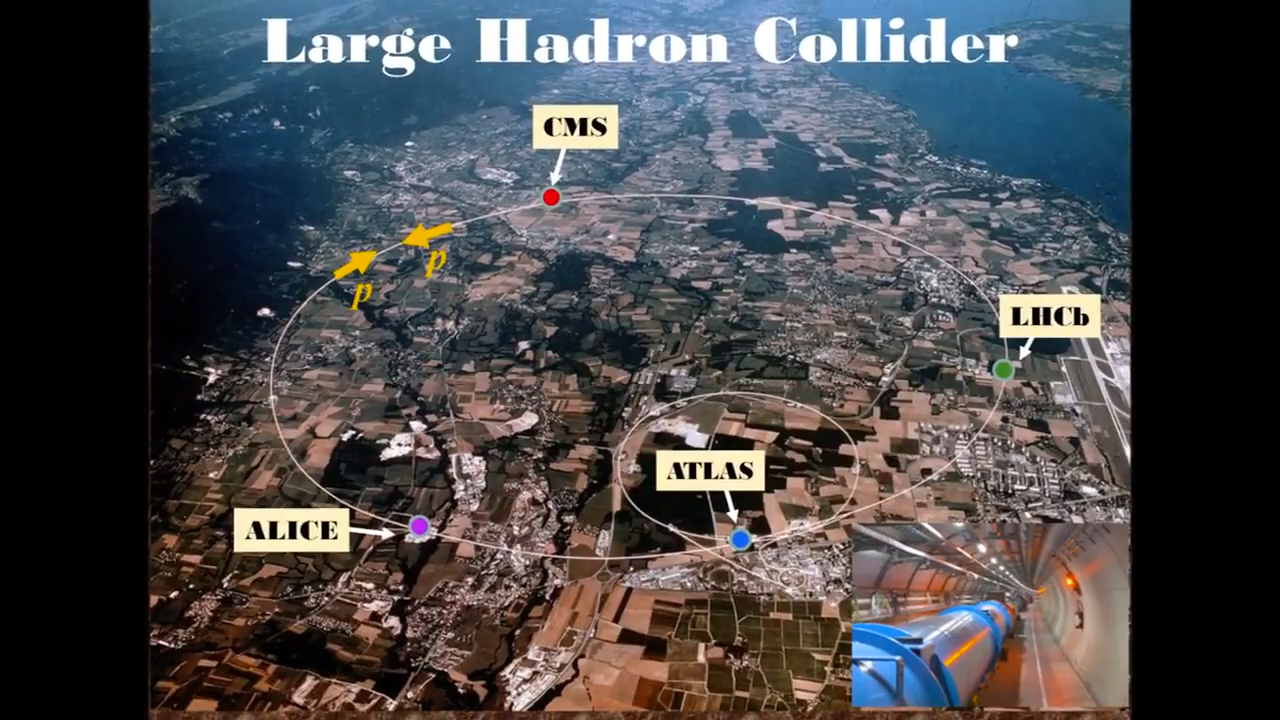 Large Hadron Collider
CMS
p
p
LHCb
ATLAS
ALICE